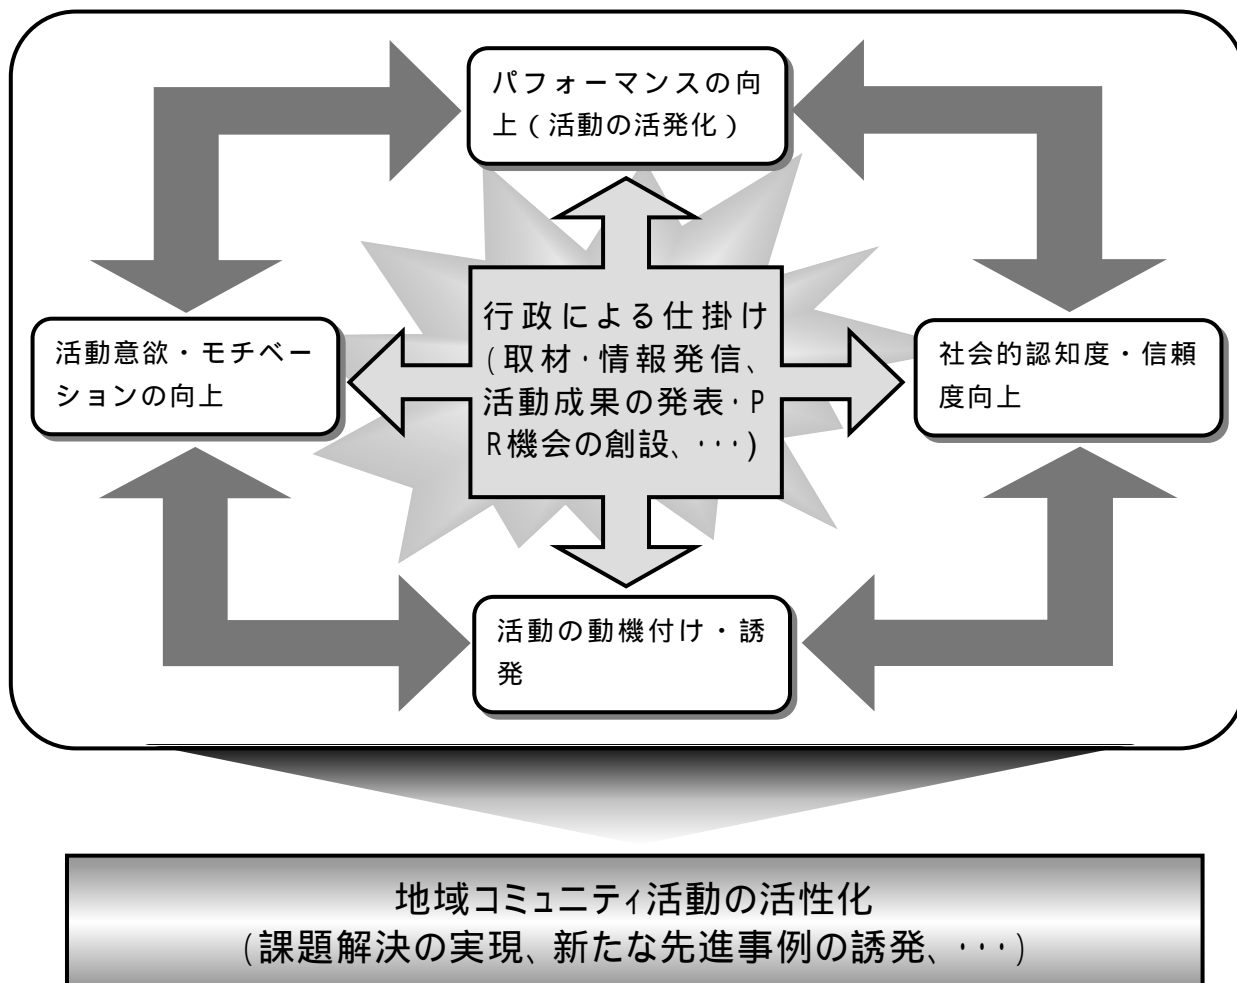 パフォーマンスの向
上(活動の活発化)
行政による仕掛け
(取材・情報発信、
活動成果の発表・P
R機会の創設、・・・)
活動意欲・モチベー
ションの向上
社会的認知度・信頼
度向上
活動の動機付け・誘
発
地域コミュニティ活動の活性化
(課題解決の実現、新たな先進事例の誘発、・・・)